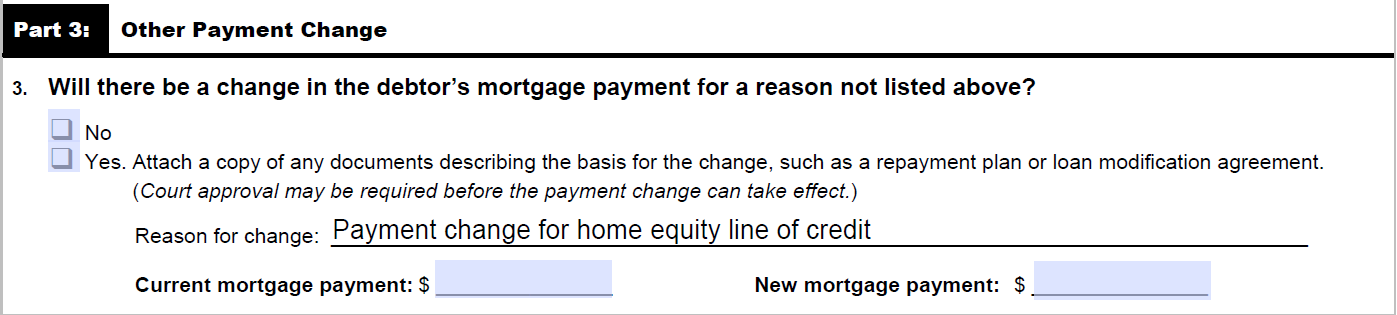 Part 3: Other Payment Change
3. Will there be a change in the debtor’s mortgage payment for a reason not listed above?
No
Yes. Attach a copy of any documents describing the basis for the change, such as a repayment plan or loan modification agreement.
(Court approval may be required before the payment change can take effect.)
Reason for change: Payment change for home equity line of credit
Current mortgage payment: $ New mortgage payment: $